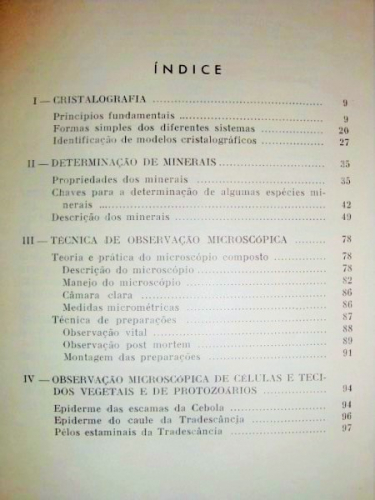 ÍNDICE
I — CRISTALOGRAFIA 9
Princípios fundamentais 9
Formas simples dos diferentes sistemas 20
Identificação de modelos cristalográficos 27
II — DETERMINAÇÃO DE MINERAIS 35
Propriedades dos minerais 35
Chaves para a determinação de algumas espécies mi-
nerais 42
Descrição dos minerais 49
III — TÉCNICA DE OBSERVAÇÃO MICROSCÓPICA 78
Teoria e prática do microscópio composto 78
Descrição do microscópio 78
Manejo do microscópio 82
Câmara clara 86
Medidas micrométricas 86
Técnica de preparações 87
Observação vital 88
Observação post mortem 89
Montagem das preparações 91
IV — OBSERVAÇÃO MICROSCÓPICA DE CÉLULAS E TECI-
DOS VEGETAIS E DE PROTOZOÁRIOS 94
Epiderme das escamas da Cebola 94
Epiderme do caule da Tradescância 96
Pêlos estaminais da Tradescância 97